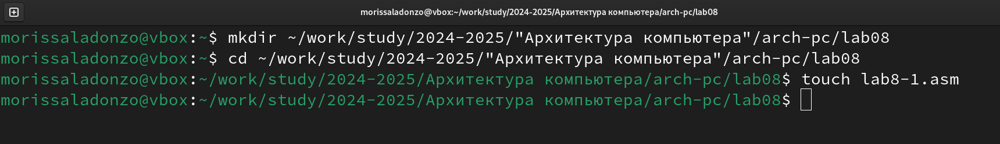 morissaladonzo@vbox:~/work/study/2024-2025/Архитектура компьютера/arch-pc/lab08
morissaladonzo@vbox:~$ mkdir ~/work/study/2024-2025/"Архитектура компьютера"/arch-pc/lab08
morissaladonzo@vbox:~$ cd ~/work/study/2024-2025/"Архитектура компьютера"/arch-pc/lab08
morissaladonzo@vbox:~/work/study/2024-2025/Архитектура компьютера/arch-pc/lab08$ touch lab8-1.asm
morissaladonzo@vbox:~/work/study/2024-2025/Архитектура компьютера/arch-pc/lab08$